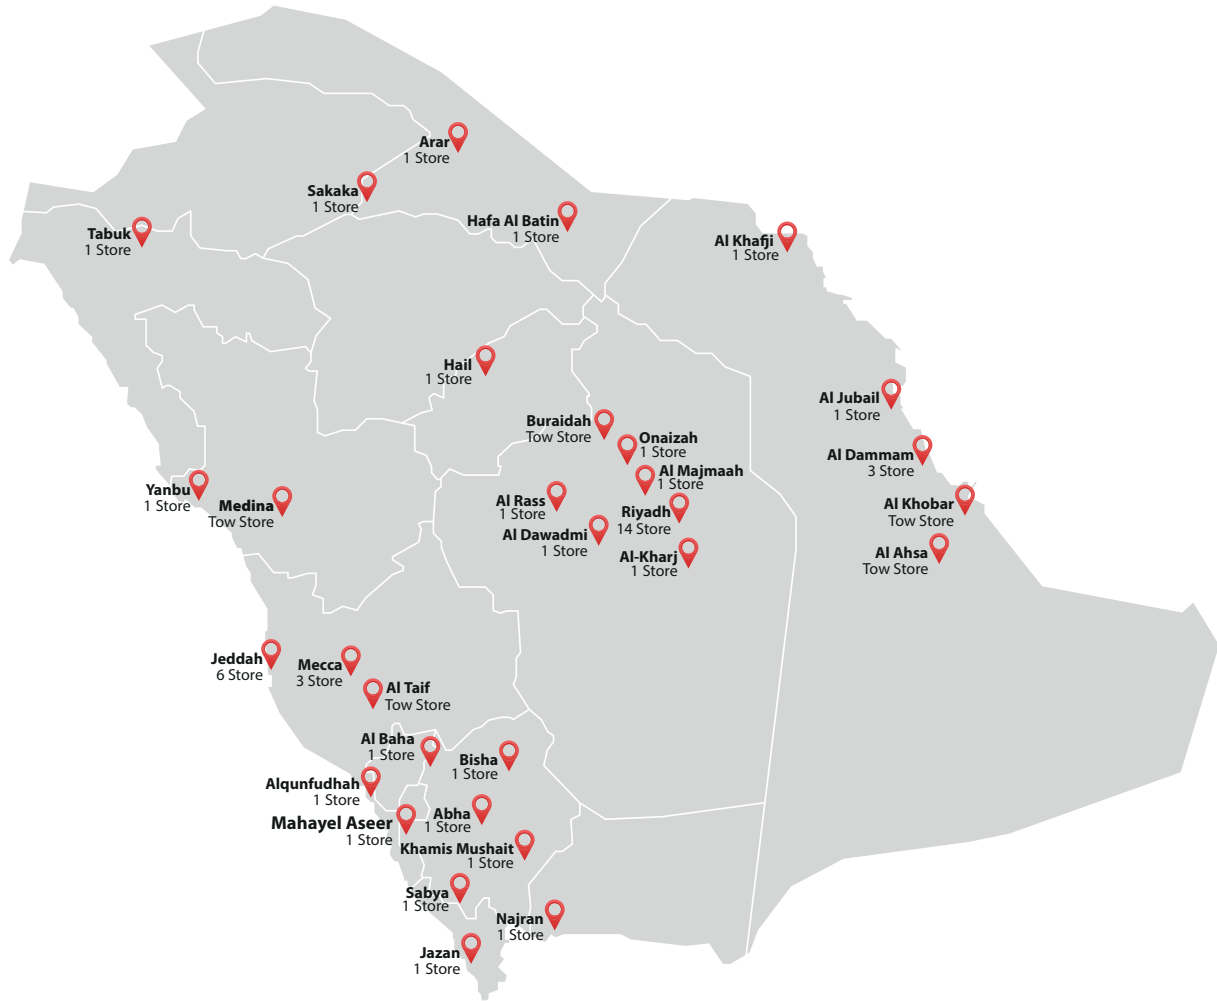 Arar
1 Store
Sakaka
1 Store
Hafa Al Batin
1 Store
Tabuk
1 Store
Al Khafji
1 Store
Hail
1 Store
Al Jubail
1 Store
Buraidah
Tow Store
Onaizah
1 Store
Al Dammam
3 Store
Al Majmaah
1 Store
Yanbu
1 Store
Medina
Tow Store
Al Rass
1 Store
Riyadh
14 Store
Al Khobar
Tow Store
Al Dawadmi
1 Store
Al-Kharj
1 Store
Al Ahsa
Tow Store
Jeddah
6 Store
Mecca
3 Store
Al Taif
Tow Store
Al Baha
1 Store
Bisha
1 Store
Alqunfudhah
1 Store
Abha
1 Store
Mahayel Aseer
1 Store
Khamis Mushait
1 Store
Sabya
1 Store
Najran
1 Store
Jazan
1 Store